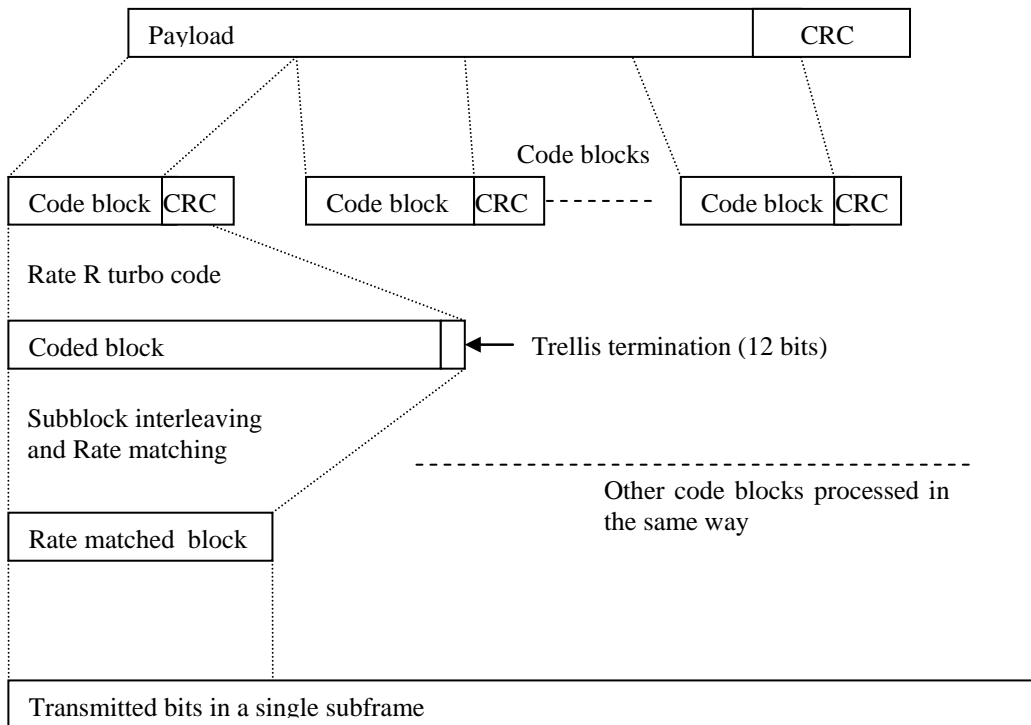 Payload
CRC
Code blocks
Code block
CRC
Code block
CRC
Code block
CRC
Rate R turbo code
Coded block
Trellis termination (12 bits)
Subblock interleaving
and Rate matching
Other code blocks processed in
the same way
Rate matched block
Transmitted bits in a single subframe